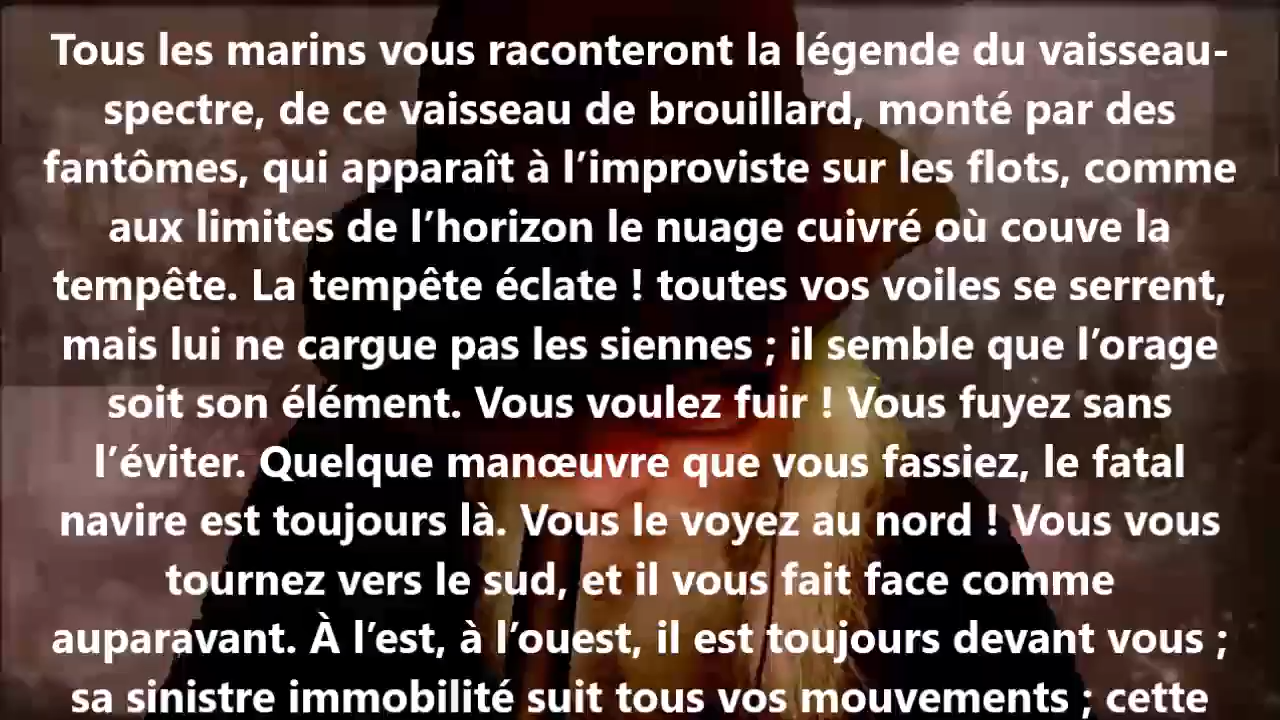 Tous les marins vous raconteront la légende du vaisseau-
spectre, de ce vaisseau de brouillard, monté par des
fantômes, qui apparaît à l’improviste sur les flots, comme
aux limites de l’horizon le nuage cuivré où couve la
tempête. La tempête éclate ! toutes vos voiles se serrent,
mais lui ne cargue pas les siennes ; il semble que l’orage
soit son élément. Vous voulez fuir ! Vous fuyez sans
l’éviter. Quelque manœuvre que vous fassiez, le fatal
navire est toujours là. Vous le voyez au nord ! Vous vous
tournez vers le sud, et il vous fait face comme
auparavant. À l’est, à l’ouest, il est toujours devant vous ;
sa sinistre immobilité suit tous vos mouvements ; cette